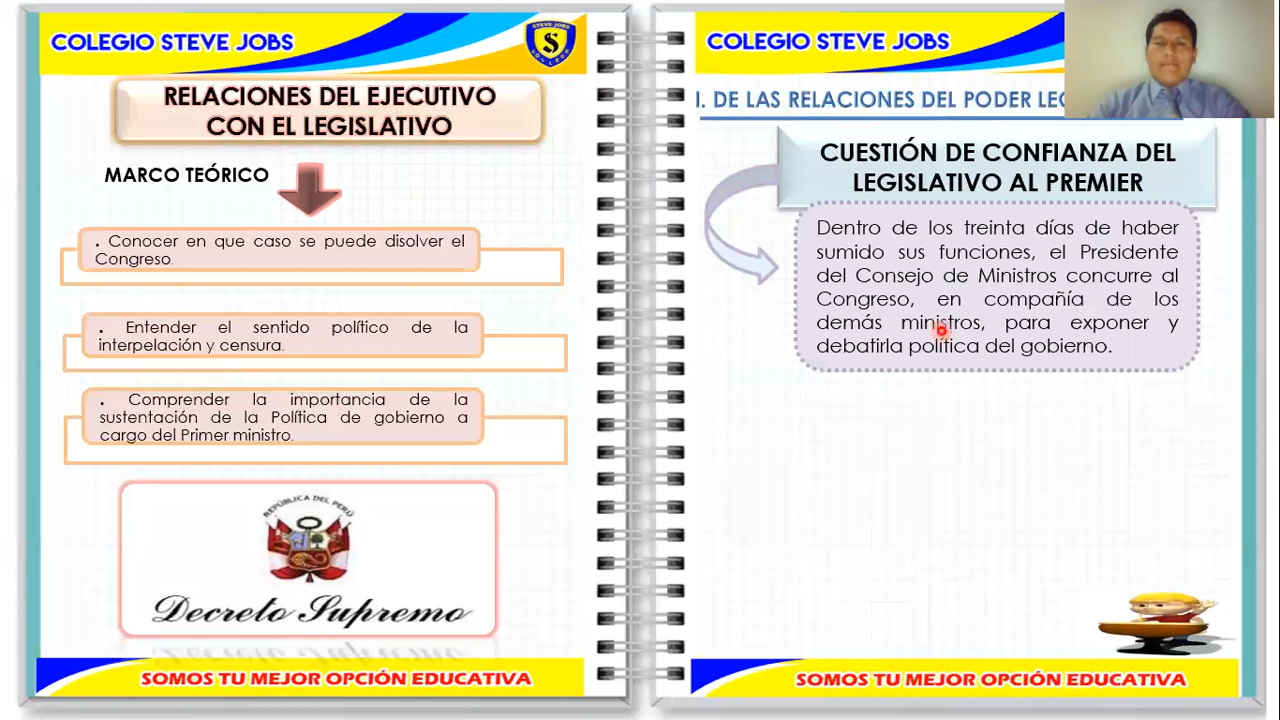 COLEGIO STEVE JOBS
STEVE JOBS
S
COLLEGE
RELACIONES DEL EJECUTIVO
CON EL LEGISLATIVO
MARCO TEÓRICO
. Conocer en que caso se puede disolver el
Congreso.
. Entender el sentido político de la
interpelación y censura.
. Comprender la importancia de la
sustentación de la Política de gobierno a
cargo del Primer ministro.
REPÚBLICA DEL PERÚ
Decreto Supremo
SOMOS TU MEJOR OPCIÓN EDUCATIVA
COLEGIO STEVE JOBS
I. DE LAS RELACIONES DEL PODER LEG
CUESTIÓN DE CONFIANZA DEL
LEGISLATIVO AL PREMIER
Dentro de los treinta días de haber
sumido sus funciones, el Presidente
del Consejo de Ministros concurre al
Congreso, en compañía de los
demás ministros, para exponer y
debatirla política del gobierno.
SOMOS TU MEJOR OPCIÓN EDUCATIVA